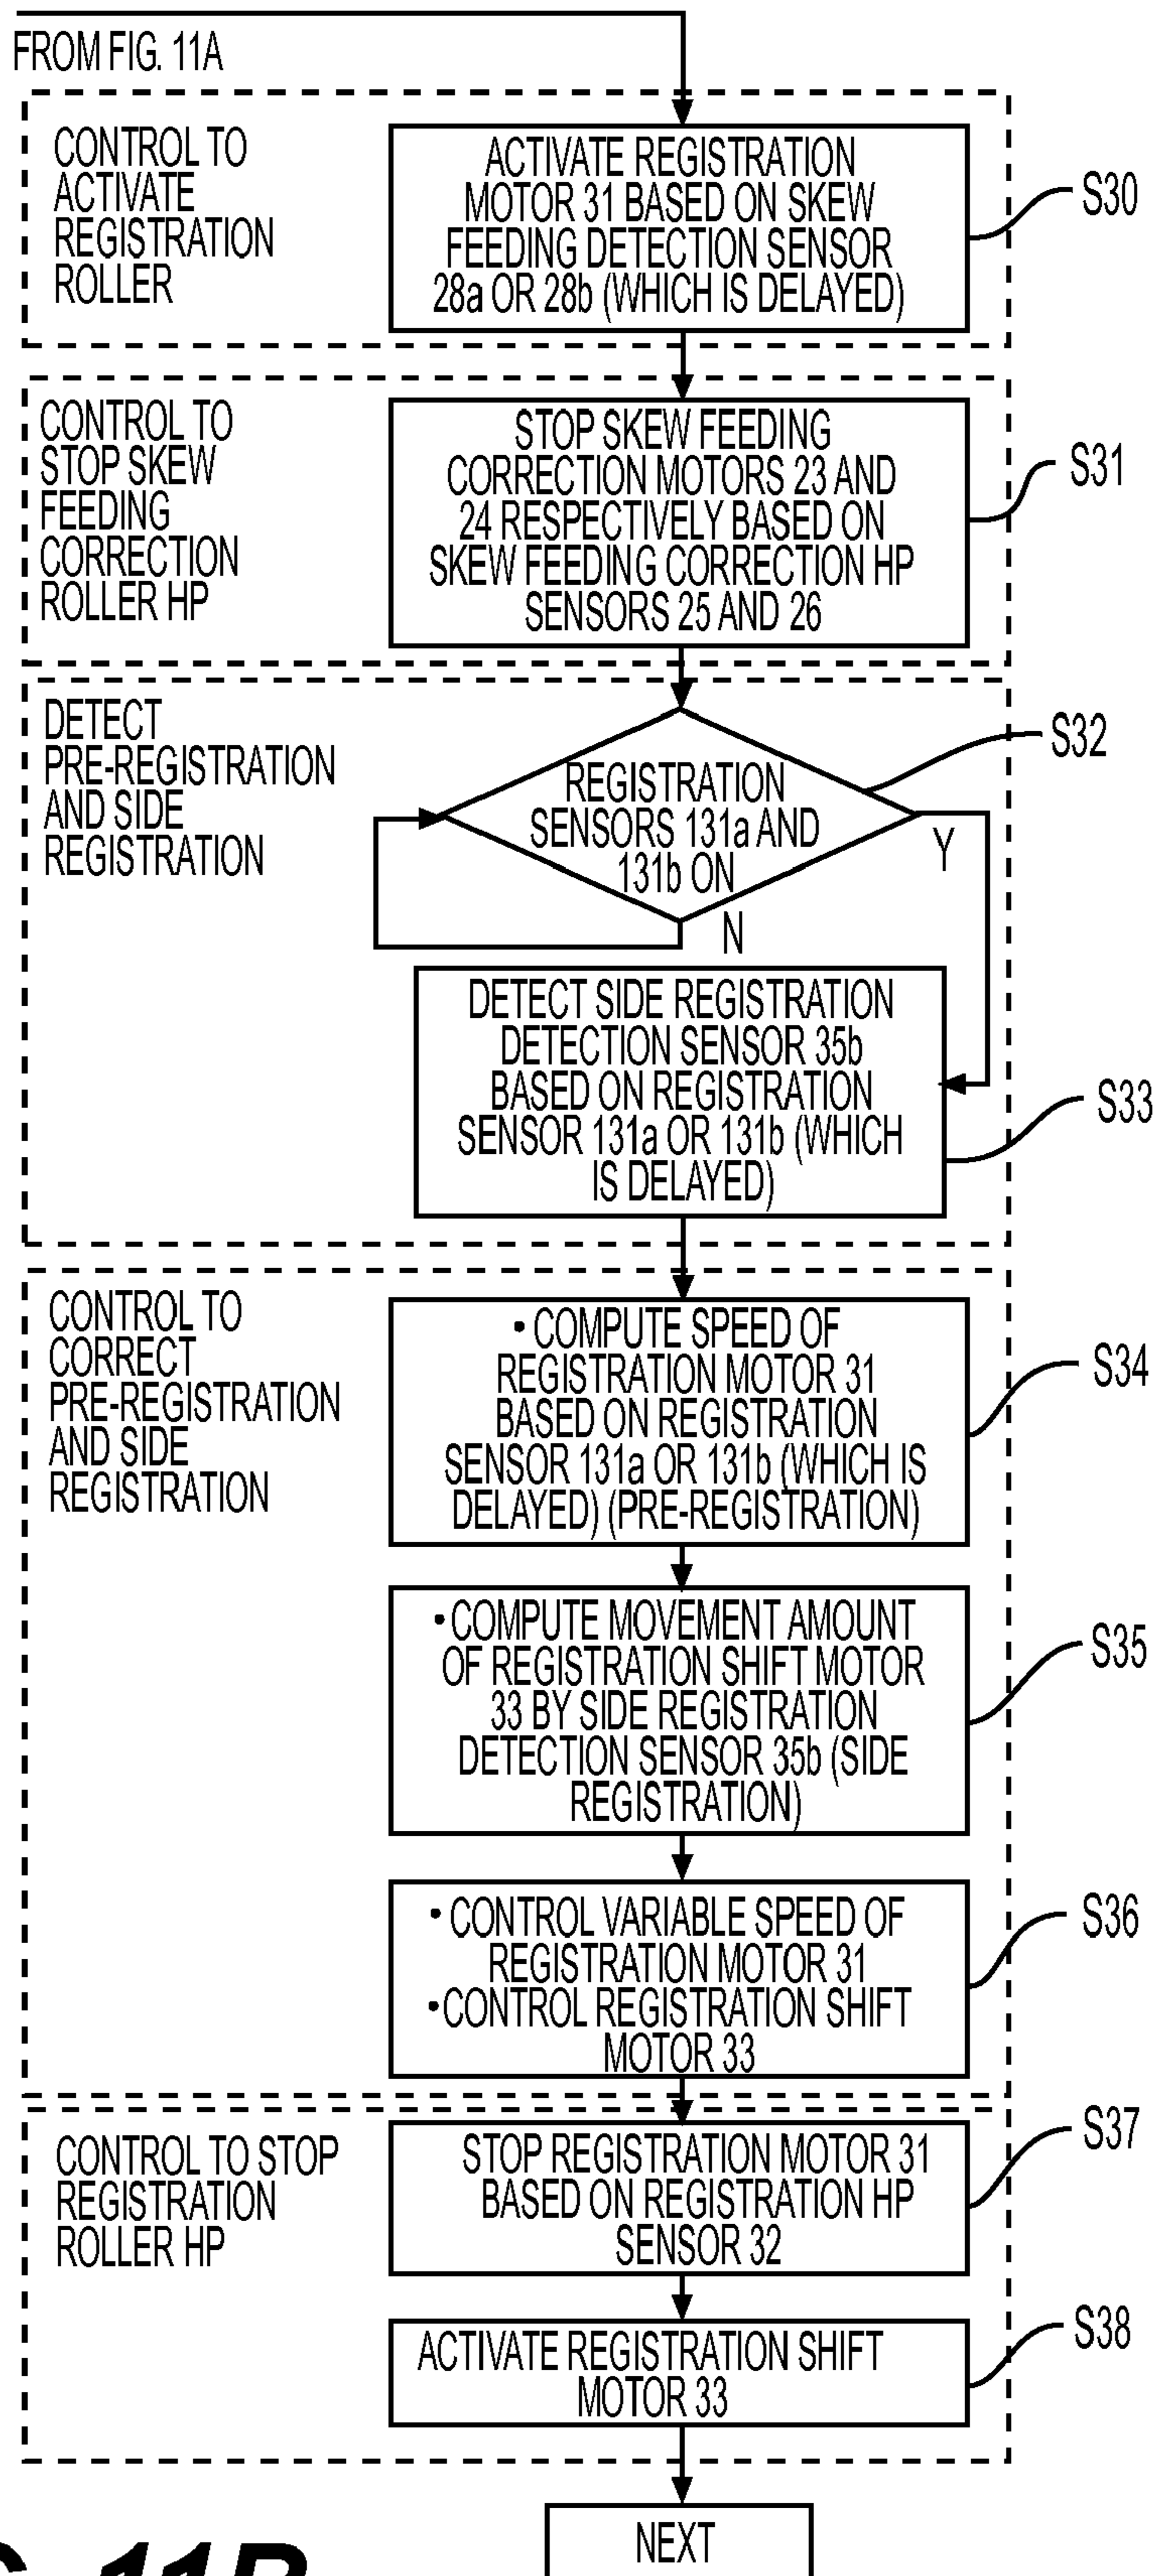 FROM FIG. 11A
CONTROL TO
ACTIVATE
REGISTRATION
ROLLER
ACTIVATE REGISTRATION
MOTOR 31 BASED ON SKEW
FEEDING DETECTION SENSOR
28a OR 28b (WHICH IS DELAYED)
S30
CONTROL TO
STOP SKEW
FEEDING
CORRECTION
ROLLER HP
STOP SKEW FEEDING
CORRECTION MOTORS 23 AND
24 RESPECTIVELY BASED ON
SKEW FEEDING CORRECTION HP
SENSORS 25 AND 26
S31
DETECT
PRE-REGISTRATION
AND SIDE
REGISTRATION
REGISTRATION
SENSORS 131a AND
131b ON
S32
Y
N
DETECT SIDE REGISTRATION
DETECTION SENSOR 35b
BASED ON REGISTRATION
SENSOR 131a OR 131b (WHICH
IS DELAYED)
S33
CONTROL TO
CORRECT
PRE-REGISTRATION
AND SIDE
REGISTRATION
• COMPUTE SPEED OF
REGISTRATION MOTOR 31
BASED ON REGISTRATION
SENSOR 131a OR 131b (WHICH IS
DELAYED) (PRE-REGISTRATION)
S34
• COMPUTE MOVEMENT AMOUNT
OF REGISTRATION SHIFT MOTOR
33 BY SIDE REGISTRATION
DETECTION SENSOR 35b (SIDE
REGISTRATION)
S35
• CONTROL VARIABLE SPEED OF
REGISTRATION MOTOR 31
• CONTROL REGISTRATION SHIFT
MOTOR 33
S36
CONTROL TO STOP
REGISTRATION
ROLLER HP
STOP REGISTRATION MOTOR 31
BASED ON REGISTRATION HP
SENSOR 32
S37
ACTIVATE REGISTRATION SHIFT
MOTOR 33
S38
NEXT